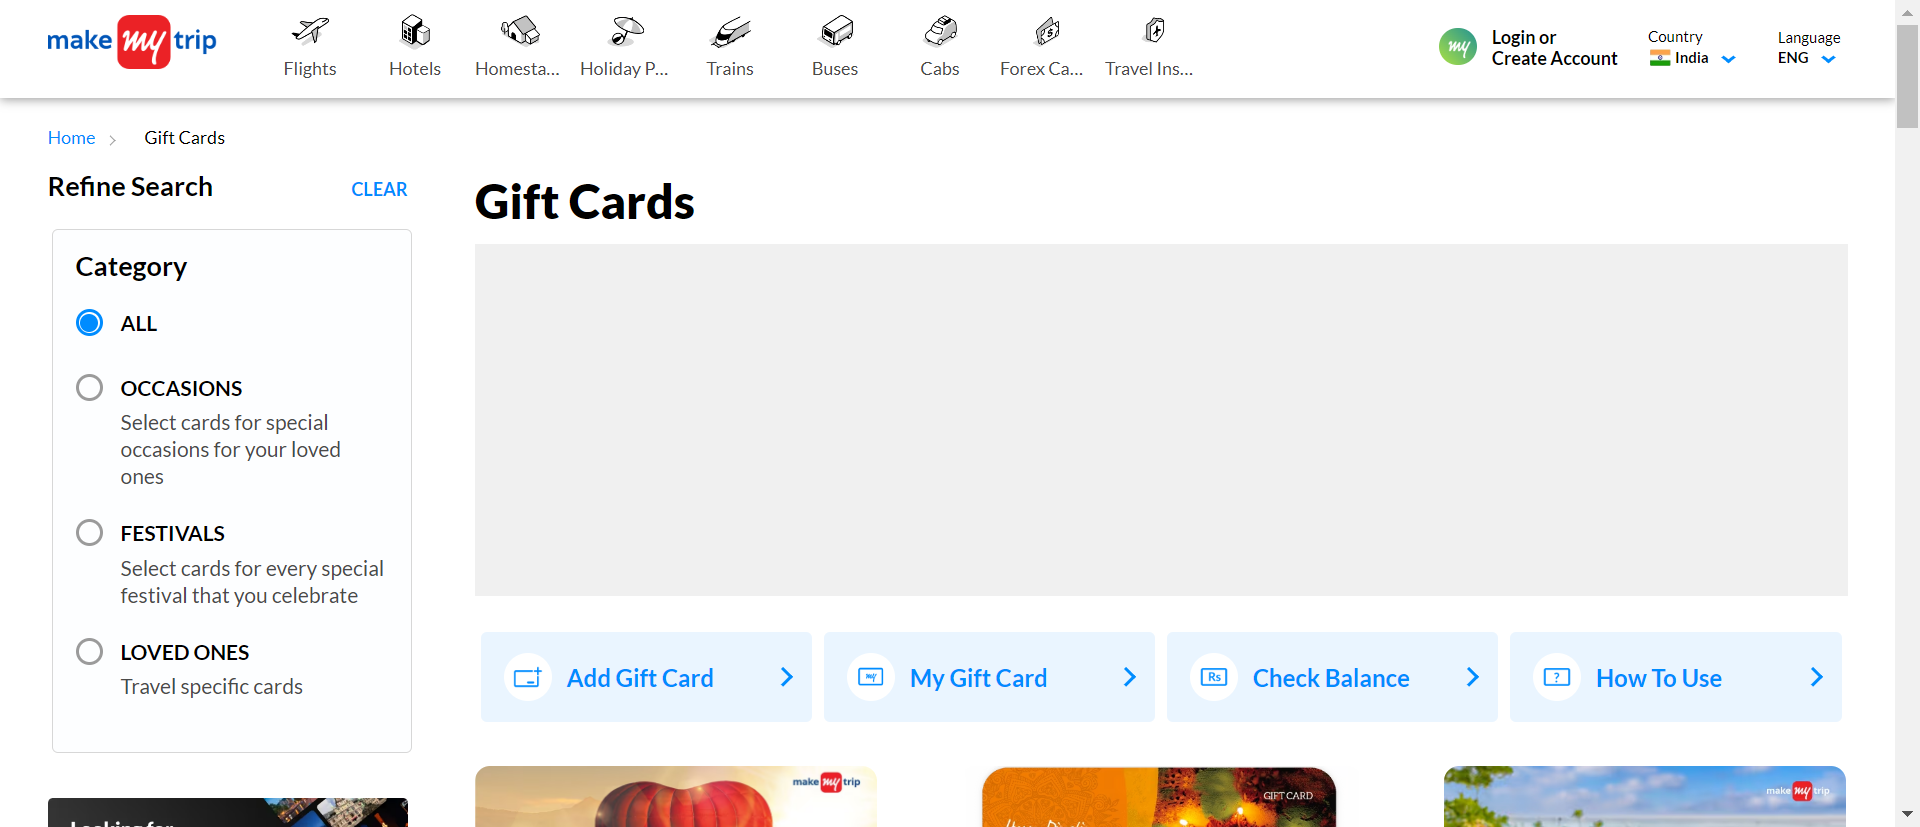 make my trip
Flights
Hotels
Homesta...
Holiday P...
Trains
Buses
Cabs
Forex Ca...
Travel Ins...
my
Login or
Create Account
Country
India
Language
ENG
Home
Gift Cards
Refine Search
CLEAR
Category
ALL
OCCASIONS
Select cards for special
occasions for your loved
ones
FESTIVALS
Select cards for every special
festival that you celebrate
LOVED ONES
Travel specific cards
Gift Cards
Add Gift Card
my
My Gift Card
Rs
Check Balance
?
How To Use
make my trip
GIFT CARD
make my trip
Looking for